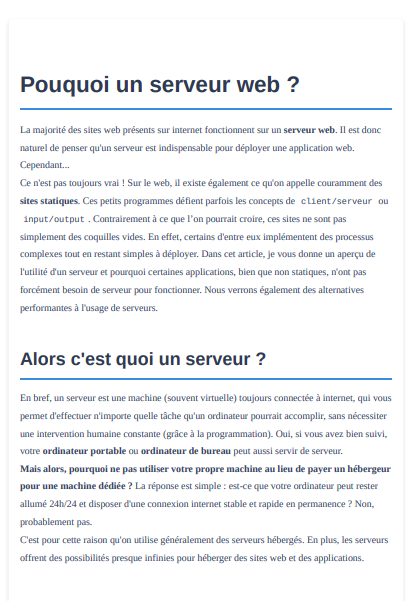 Pouquoi un serveur web ?
La majorité des sites web présents sur internet fonctionnent sur un serveur web. Il est donc
naturel de penser qu'un serveur est indispensable pour déployer une application web.
Cependant...
Ce n'est pas toujours vrai ! Sur le web, il existe également ce qu'on appelle couramment des
sites statiques. Ces petits programmes défient parfois les concepts de client/serveur ou
input/output . Contrairement à ce que l’on pourrait croire, ces sites ne sont pas
simplement des coquilles vides. En effet, certains d'entre eux implémentent des processus
complexes tout en restant simples à déployer. Dans cet article, je vous donne un aperçu de
l'utilité d'un serveur et pourquoi certaines applications, bien que non statiques, n'ont pas
forcément besoin de serveur pour fonctionner. Nous verrons également des alternatives
performantes à l'usage de serveurs.
Alors c'est quoi un serveur ?
En bref, un serveur est une machine (souvent virtuelle) toujours connectée à internet, qui vous
permet d'effectuer n'importe quelle tâche qu'un ordinateur pourrait accomplir, sans nécessiter
une intervention humaine constante (grâce à la programmation). Oui, si vous avez bien suivi,
votre ordinateur portable ou ordinateur de bureau peut aussi servir de serveur.
Mais alors, pourquoi ne pas utiliser votre propre machine au lieu de payer un hébergeur
pour une machine dédiée ? La réponse est simple : est-ce que votre ordinateur peut rester
allumé 24h/24 et disposer d'une connexion internet stable et rapide en permanence ? Non,
probablement pas.
C'est pour cette raison qu'on utilise généralement des serveurs hébergés. En plus, les serveurs
offrent des possibilités presque infinies pour héberger des sites web et des applications.